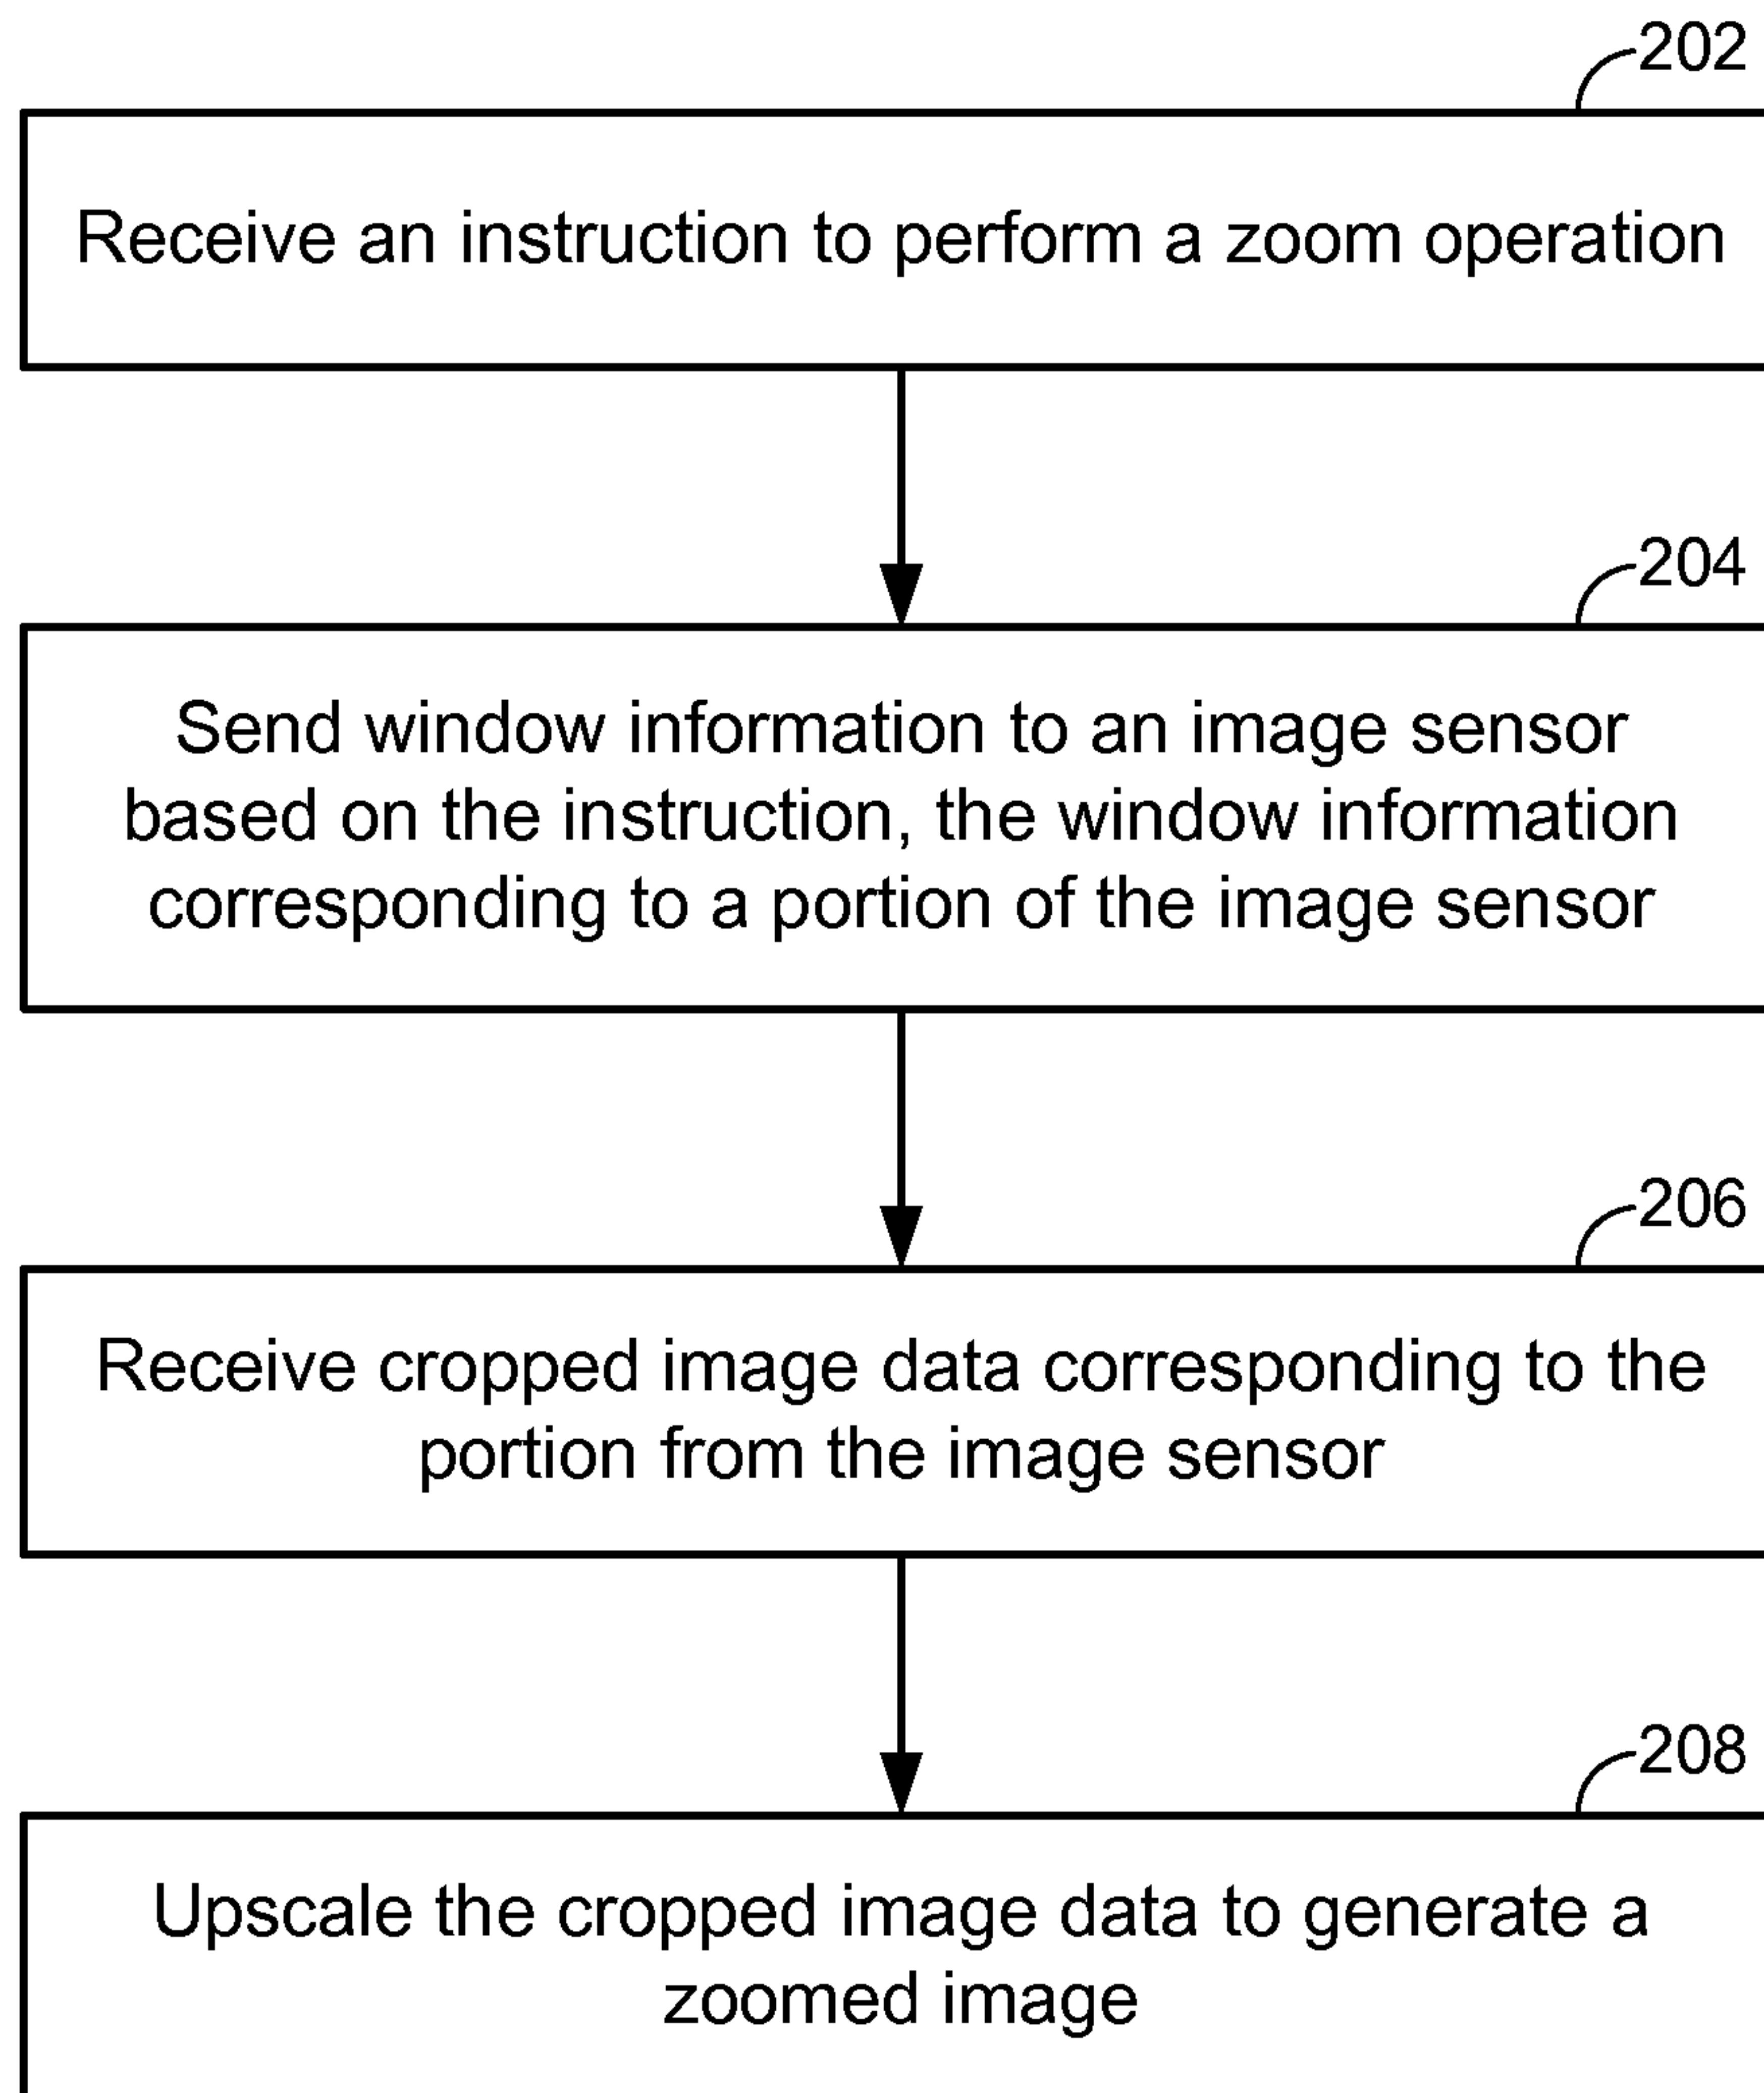 202
Receive an instruction to perform a zoom operation
204
Send window information to an image sensor
based on the instruction, the window information
corresponding to a portion of the image sensor
206
Receive cropped image data corresponding to the
portion from the image sensor
208
Upscale the cropped image data to generate a
zoomed image